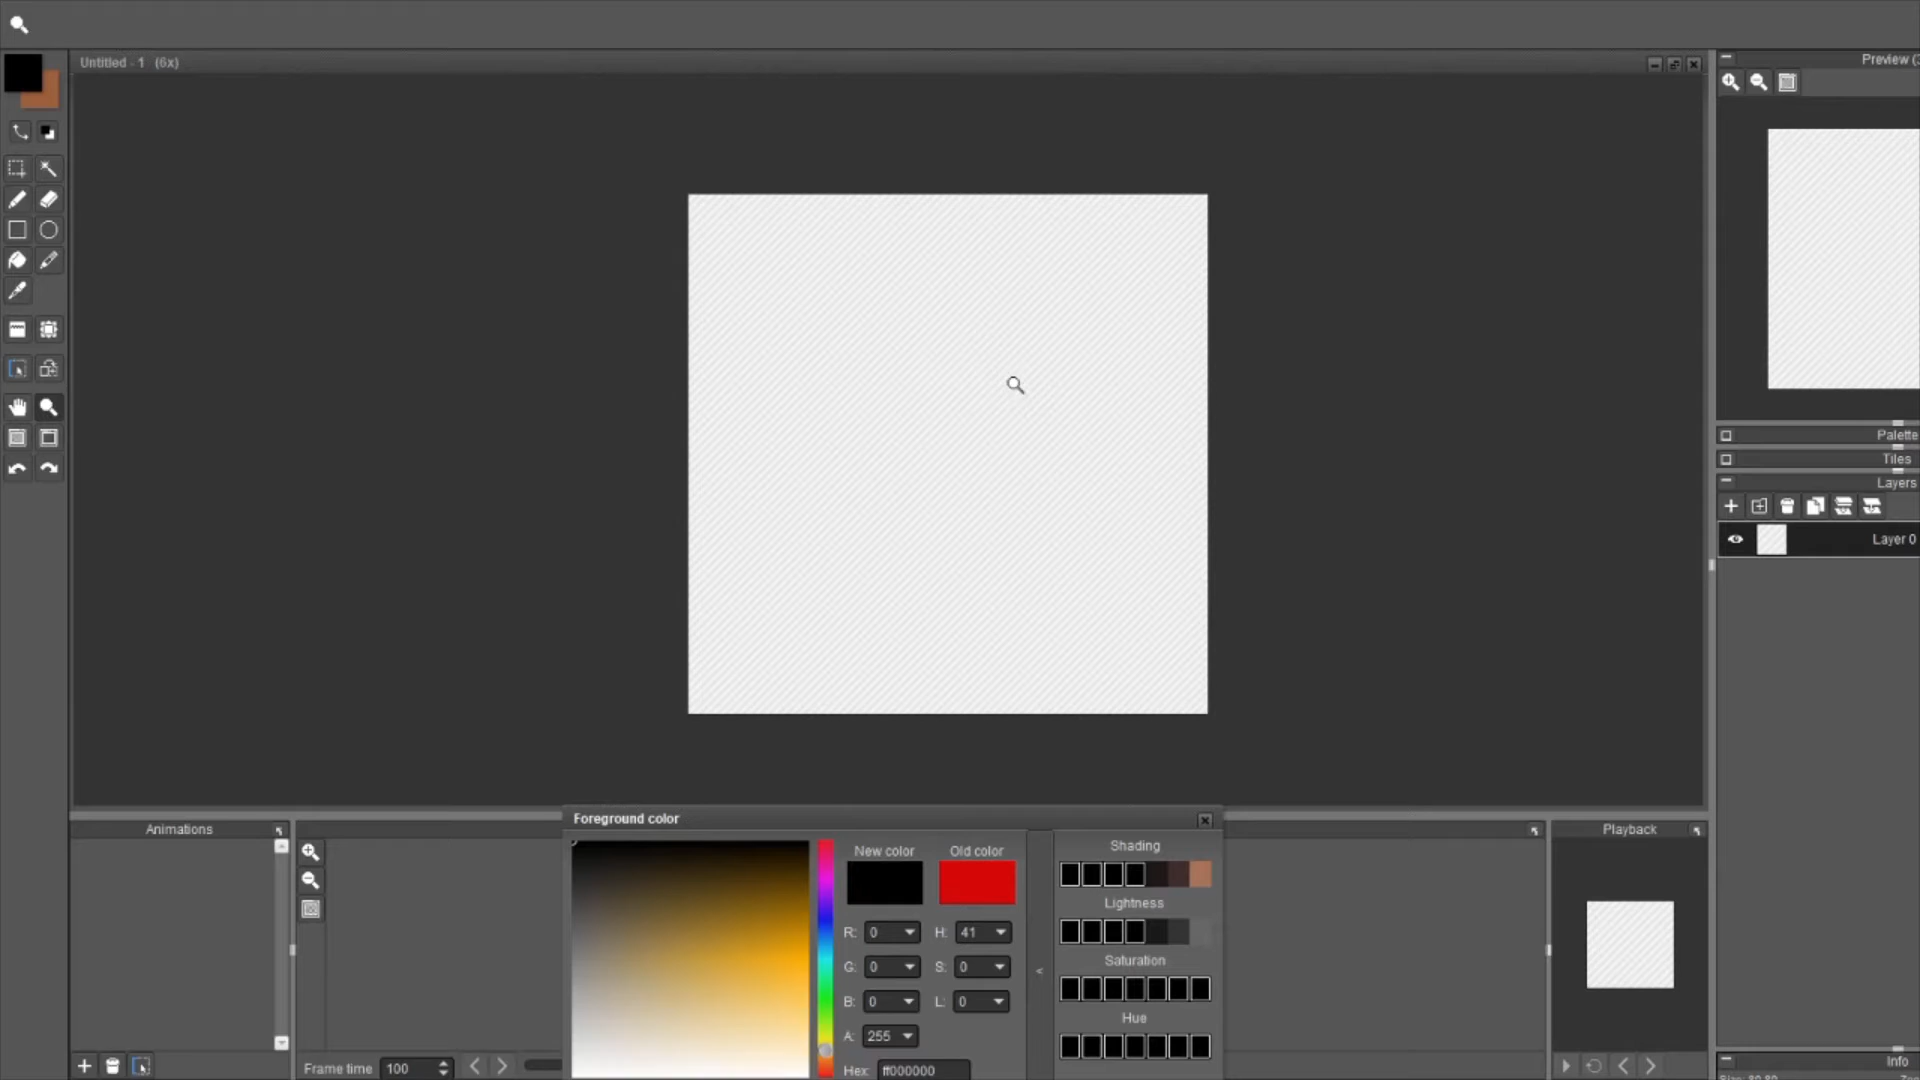 Untitled - 1 (6x)
Preview (
Palette
Tiles
Layers
Layer 0
Animations
Foreground color
Playback
New color
Old color
Shading
Lightness
Saturation
Hue
R: 0
H: 41
G: 0
S: 0
B: 0
L: 0
A: 255
Hex: ff000000
Frame time 100
Info